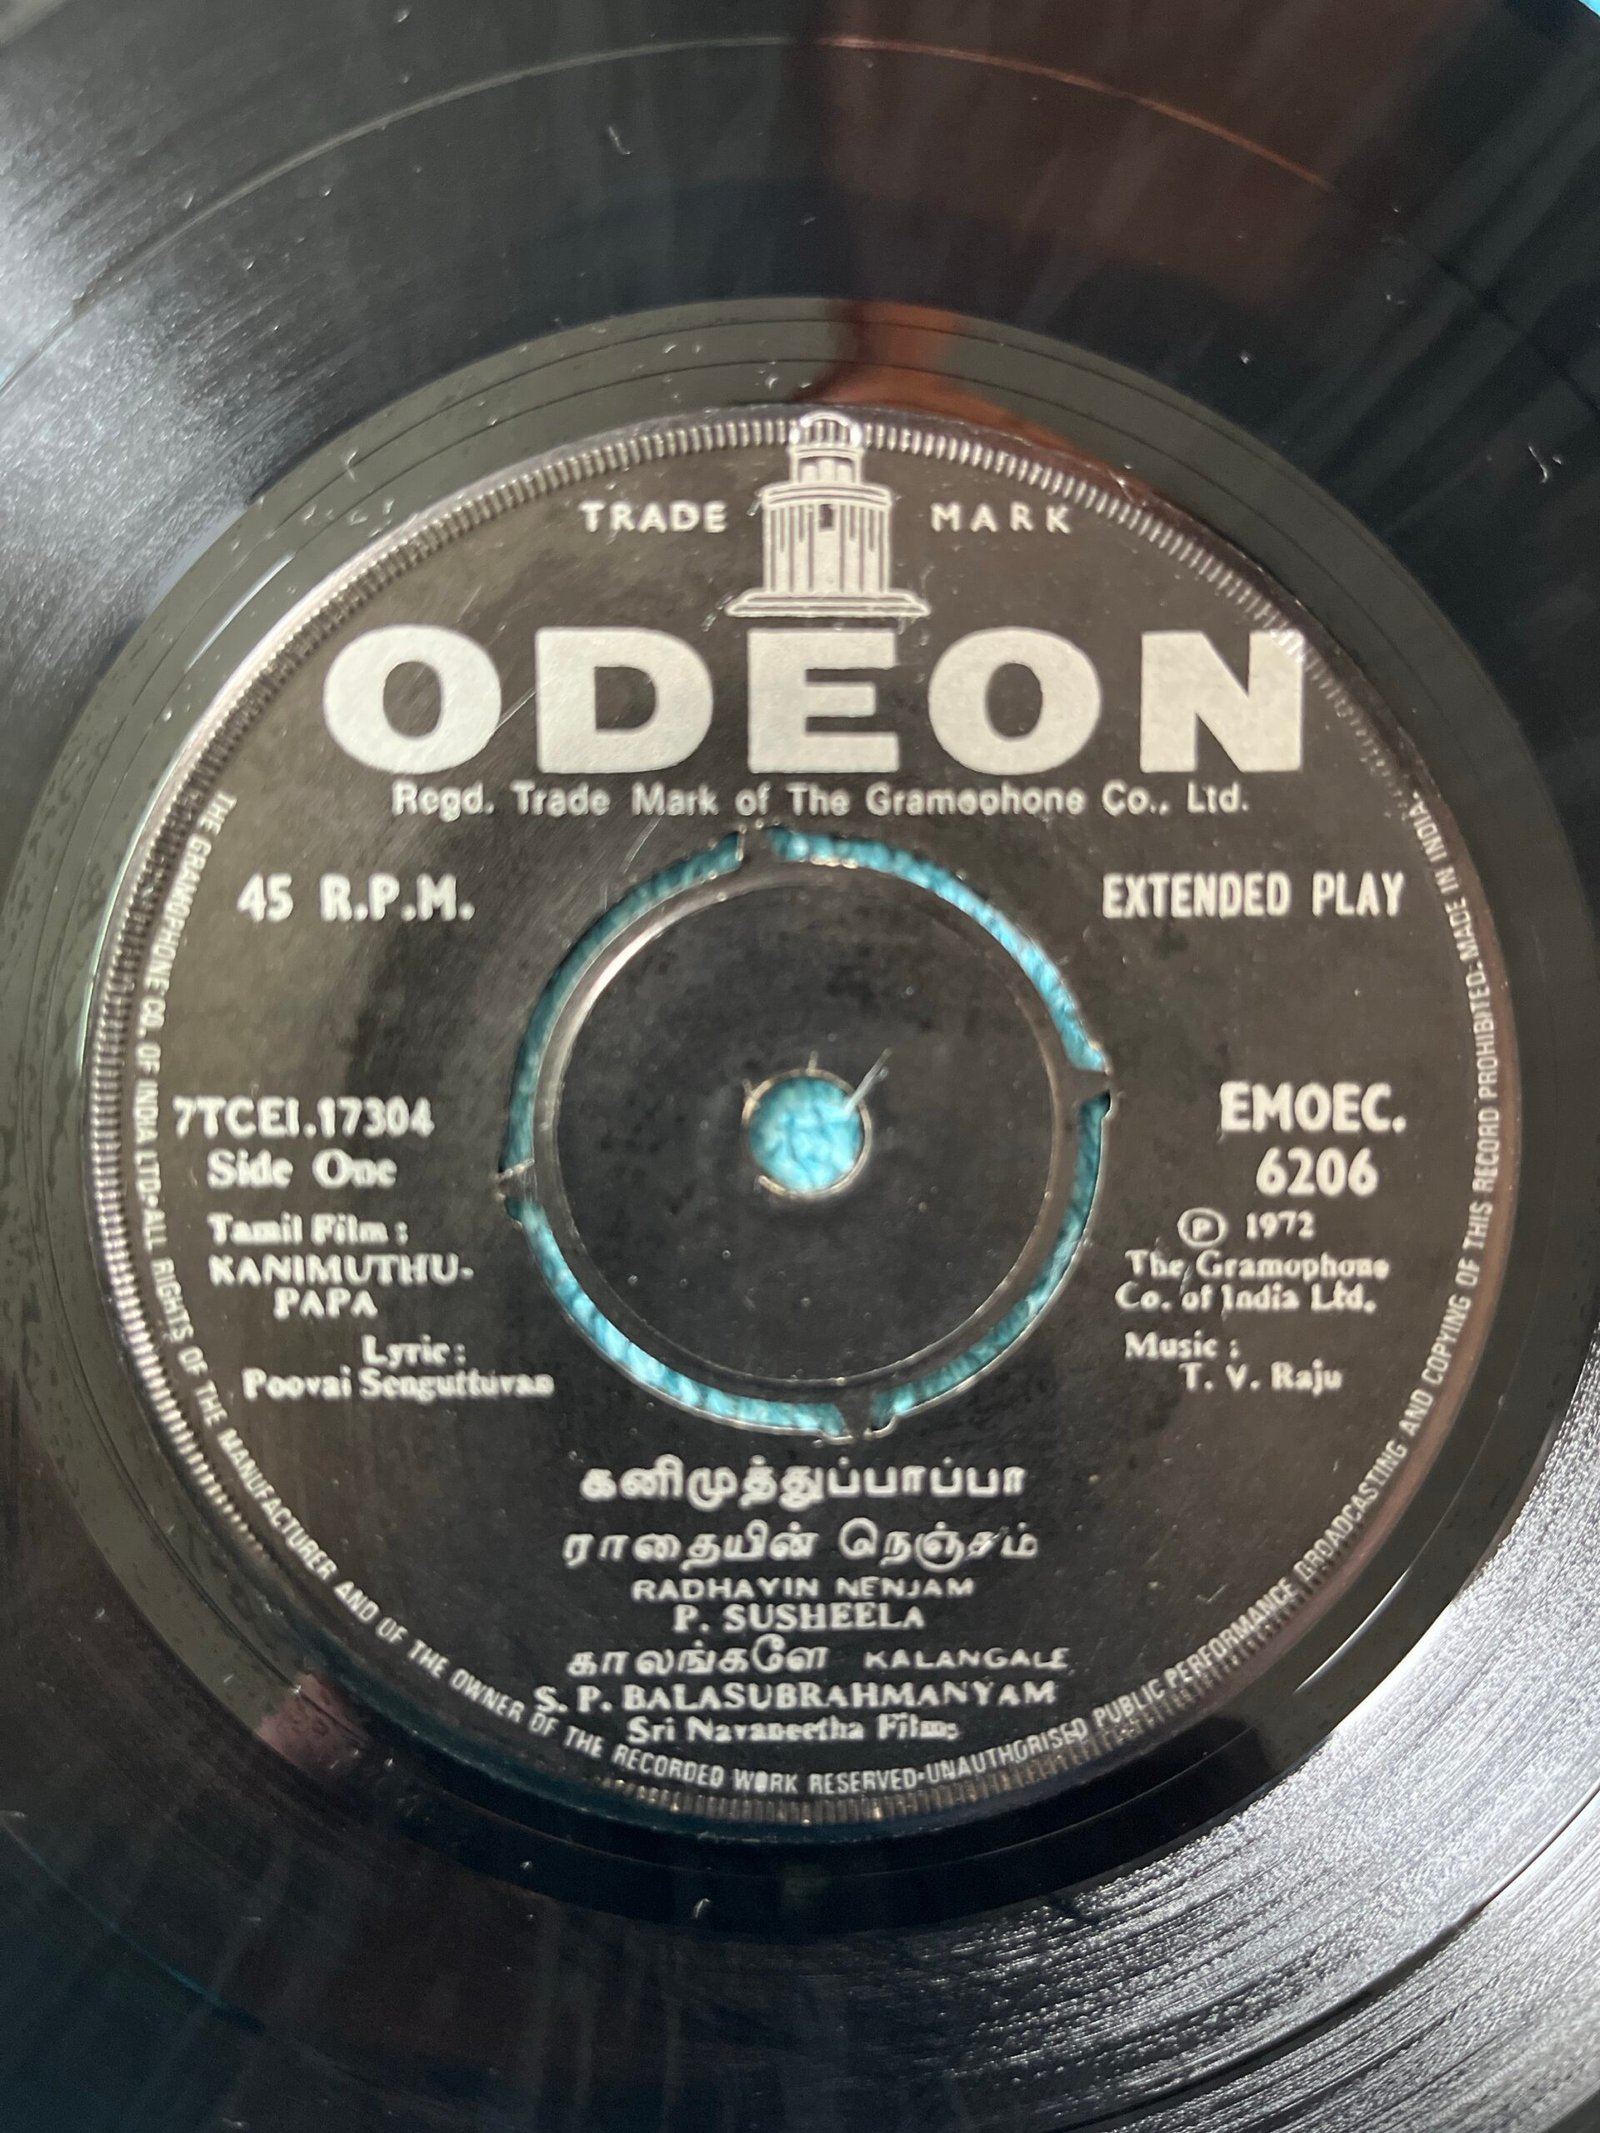 TRADE MARK
ODEON
Regd. Trade Mark of The Gramophone Co., Ltd.
45 R.P.M.
EXTENDED PLAY
7TCEI.17304
Side One
Tamil Film :
KANIMUTHU-
PAPA
Lyric :
Poovai Senguttuvan
EMOEC.
6206
Ⓟ 1972
The Gramophone
Co. of India Ltd.
Music :
T. V. Raju
கனிமுத்துப்பாப்பா
ராதையின் நெஞ்சம்
RADHAYIN NENJAM
P. SUSHEELA
காலங்களே KALANGALE
S. P. BALASUBRAHMANYAM
Sri Navaneetha Films
THE GRAMOPHONE CO. OF INDIA LTD·ALL RIGHTS OF THE MANUFACTURER AND OF THE OWNER OF THE RECORDED WORK RESERVED·UNAUTHORISED PUBLIC PERFORMANCE BROADCASTING AND COPYING OF THIS RECORD PROHIBITED: MADE IN INDIA.